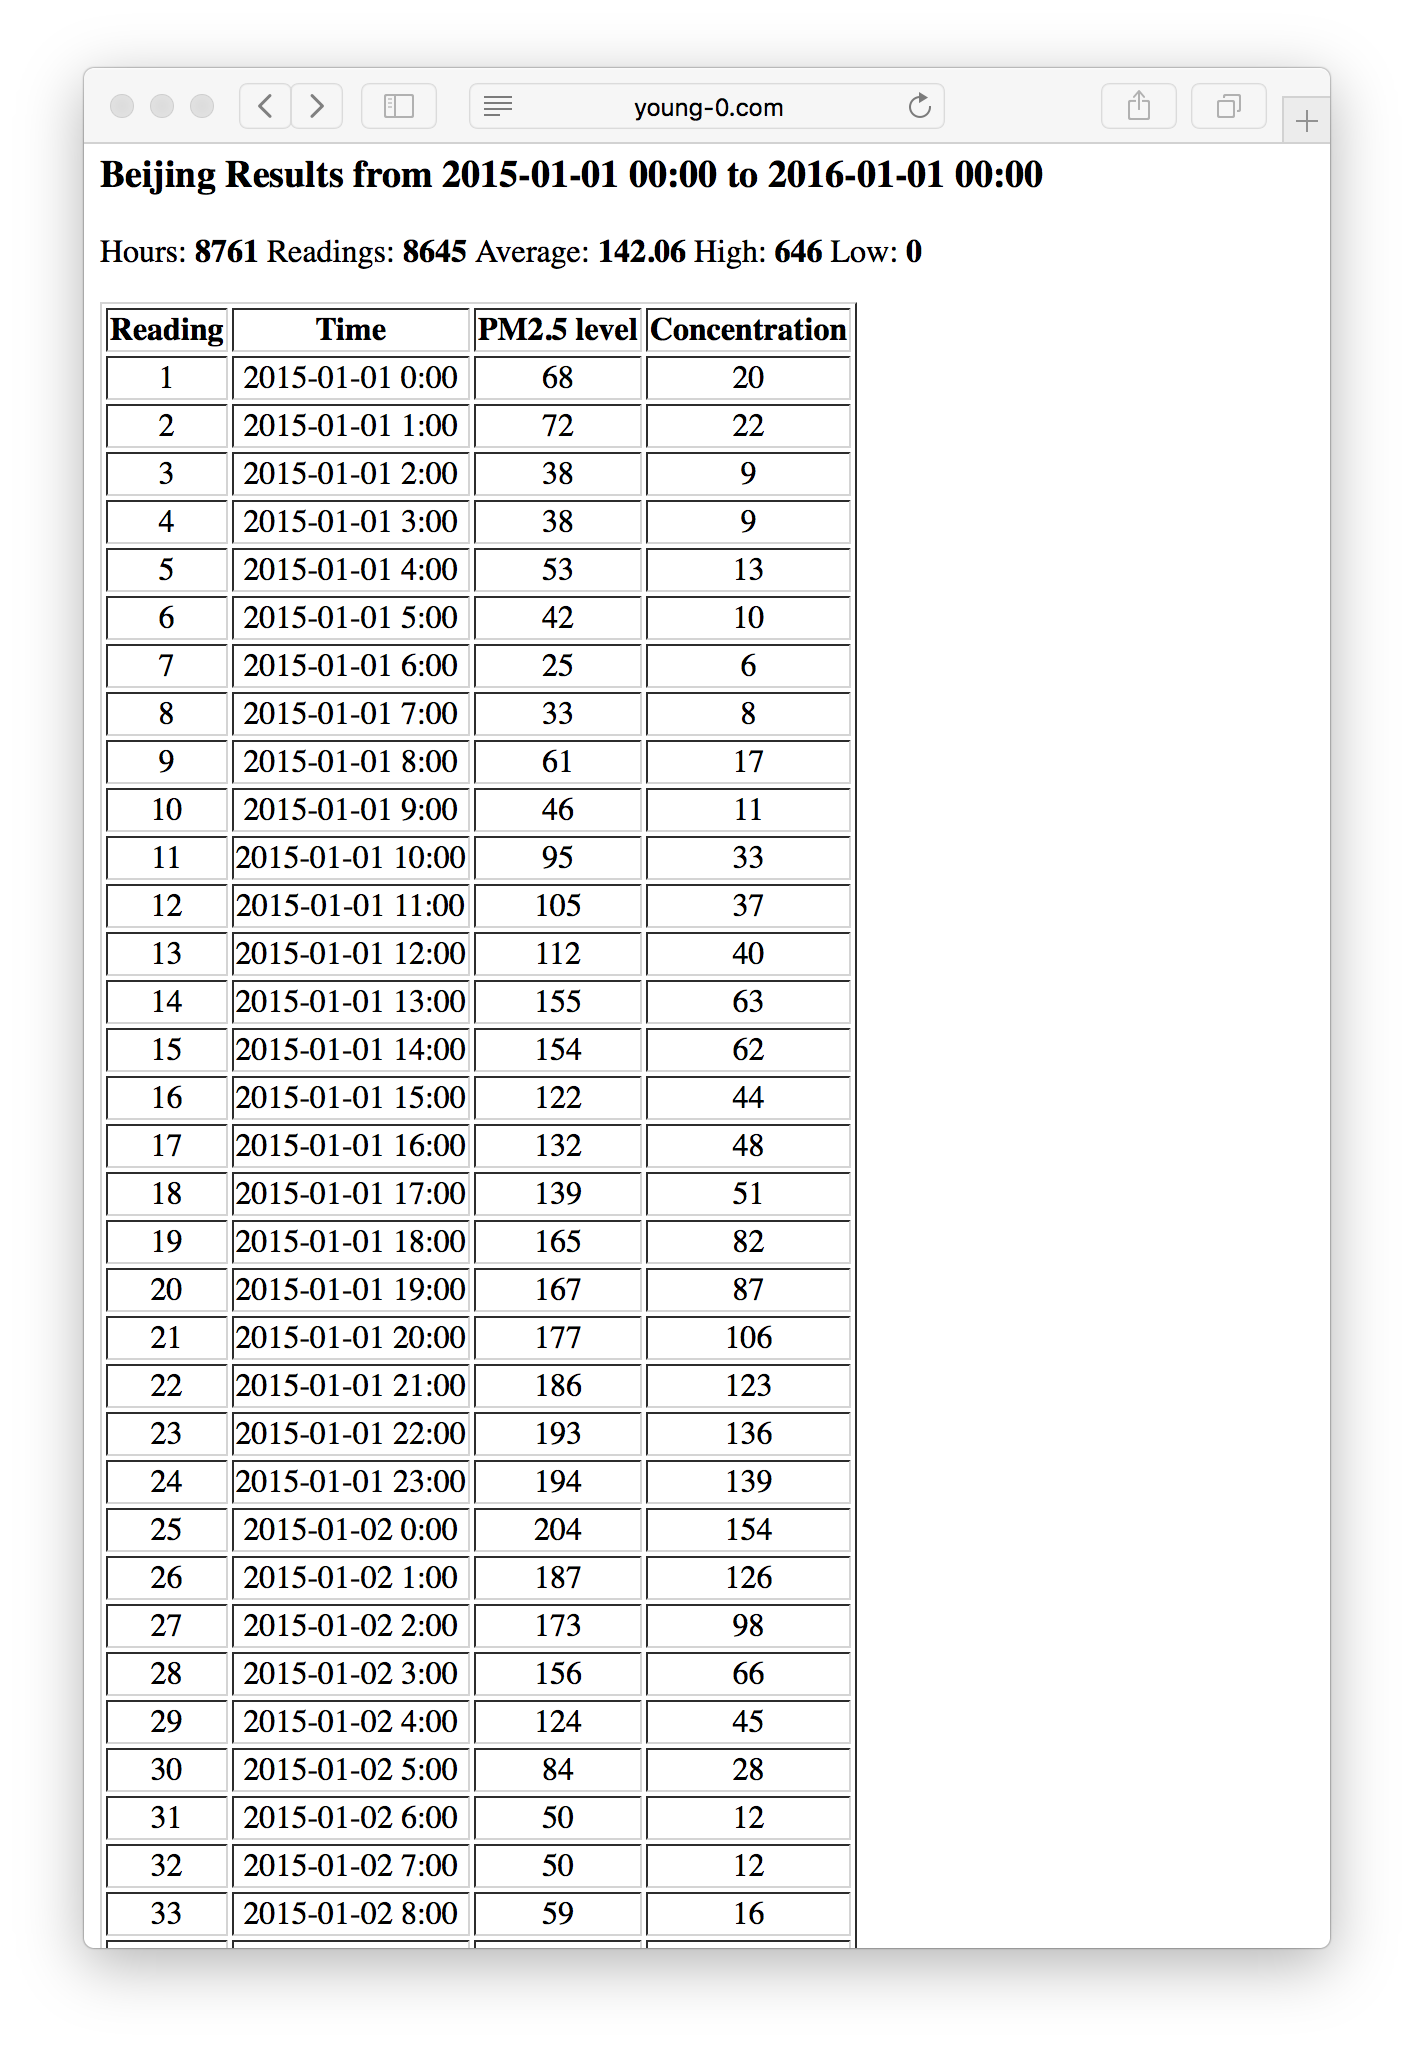 young-0.com
Beijing Results from 2015-01-01 00:00 to 2016-01-01 00:00
Hours: 8761 Readings: 8645 Average: 142.06 High: 646 Low: 0
Reading Time PM2.5 level Concentration
1 2015-01-01 0:00 68 20
2 2015-01-01 1:00 72 22
3 2015-01-01 2:00 38 9
4 2015-01-01 3:00 38 9
5 2015-01-01 4:00 53 13
6 2015-01-01 5:00 42 10
7 2015-01-01 6:00 25 6
8 2015-01-01 7:00 33 8
9 2015-01-01 8:00 61 17
10 2015-01-01 9:00 46 11
11 2015-01-01 10:00 95 33
12 2015-01-01 11:00 105 37
13 2015-01-01 12:00 112 40
14 2015-01-01 13:00 155 63
15 2015-01-01 14:00 154 62
16 2015-01-01 15:00 122 44
17 2015-01-01 16:00 132 48
18 2015-01-01 17:00 139 51
19 2015-01-01 18:00 165 82
20 2015-01-01 19:00 167 87
21 2015-01-01 20:00 177 106
22 2015-01-01 21:00 186 123
23 2015-01-01 22:00 193 136
24 2015-01-01 23:00 194 139
25 2015-01-02 0:00 204 154
26 2015-01-02 1:00 187 126
27 2015-01-02 2:00 173 98
28 2015-01-02 3:00 156 66
29 2015-01-02 4:00 124 45
30 2015-01-02 5:00 84 28
31 2015-01-02 6:00 50 12
32 2015-01-02 7:00 50 12
33 2015-01-02 8:00 59 16